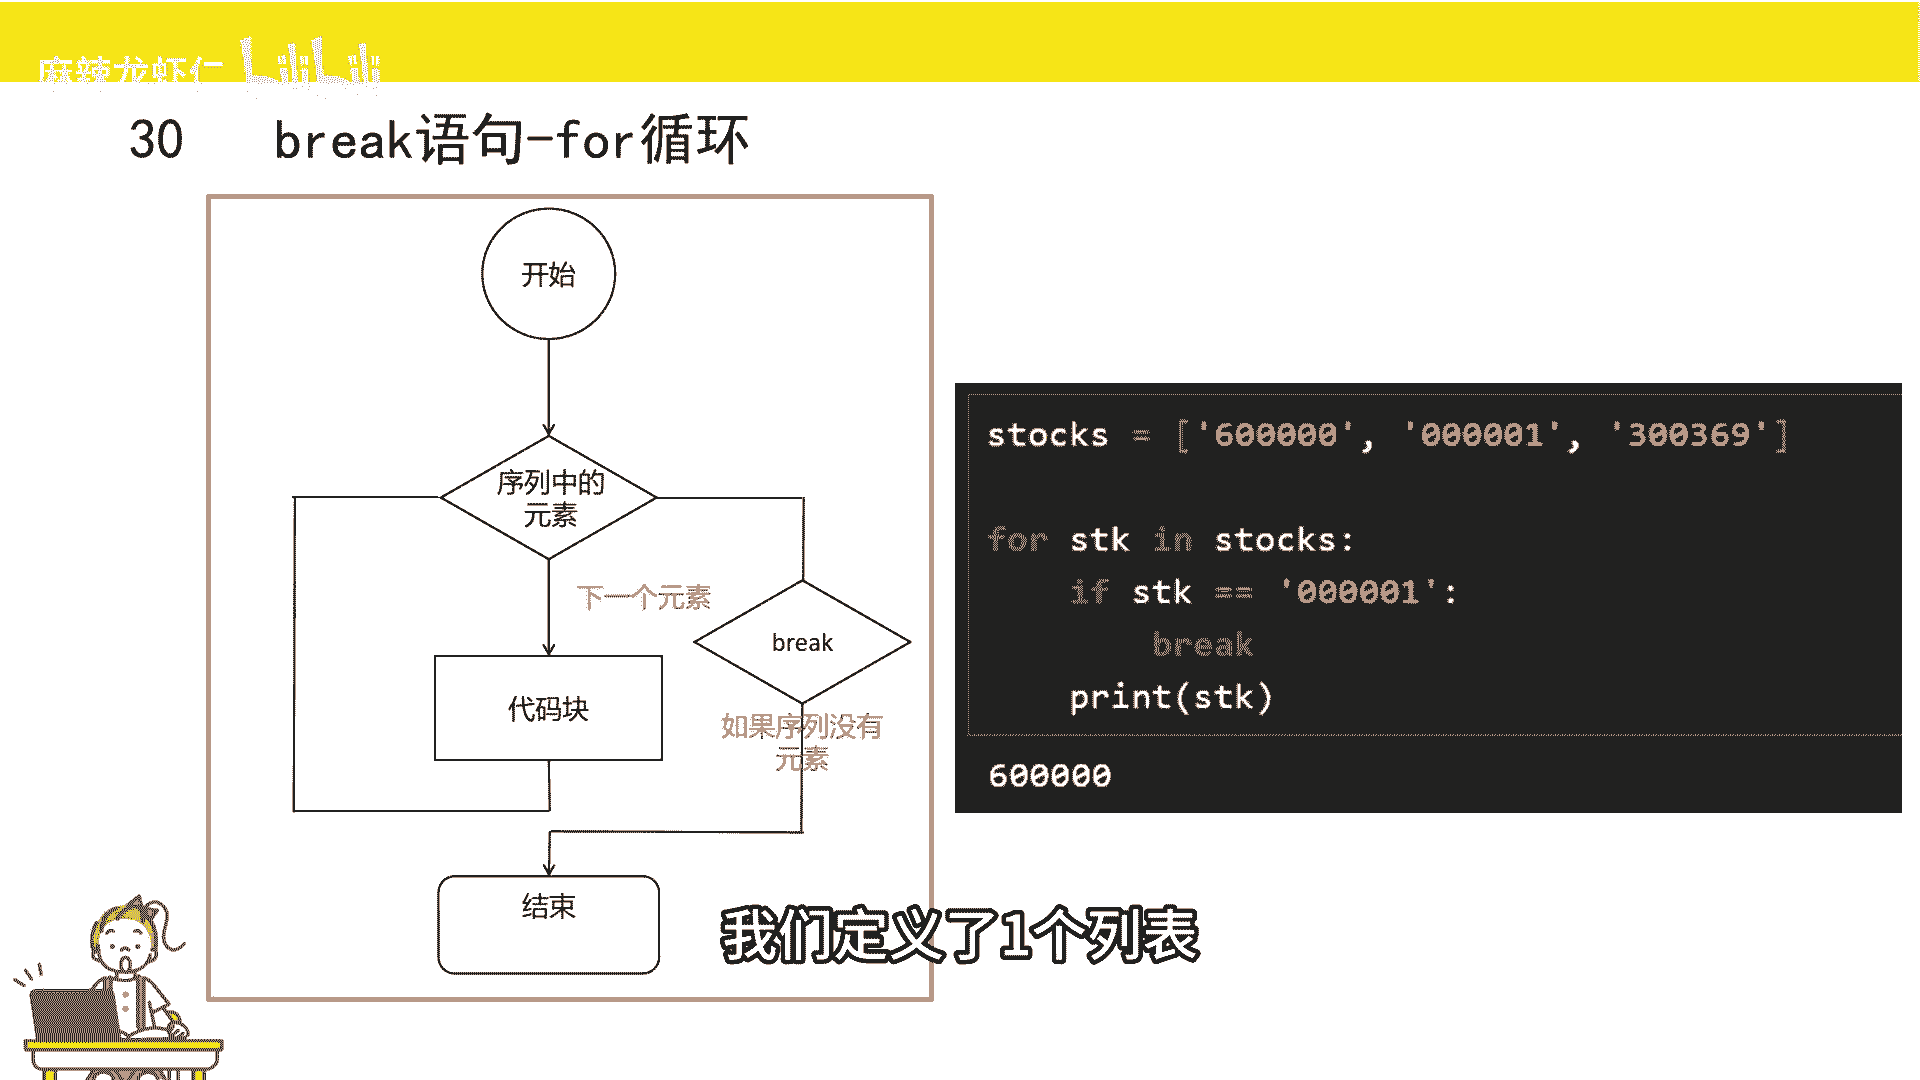 麻辣龙虾仁 bilibili
30 break语句-for循环
开始
序列中的
元素
下一个元素
break
代码块
如果序列没有
元素
结束
stocks = ['600000', '000001', '300369']
for stk in stocks:
    if stk == '000001':
        break
    print(stk)
600000
我们定义了1个列表